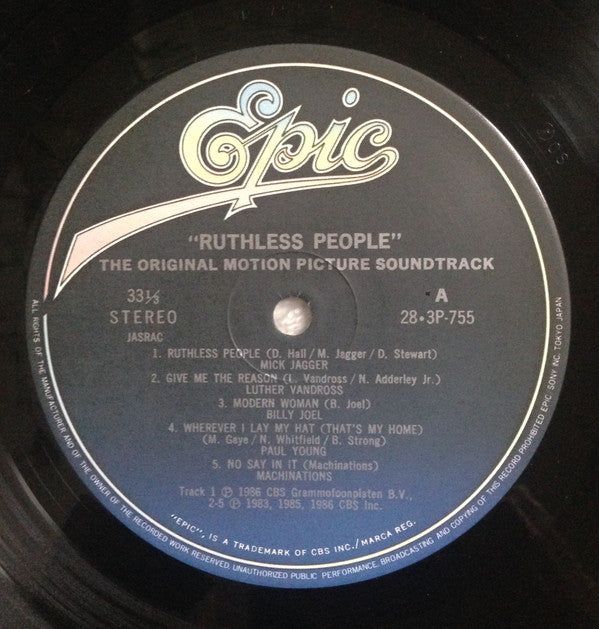 Epic
"RUTHLESS PEOPLE"
THE ORIGINAL MOTION PICTURE SOUNDTRACK
33⅓
STEREO
JASRAC
A
28•3P-755
1. RUTHLESS PEOPLE (D. Hall/M. Jagger/D. Stewart)
MICK JAGGER
2. GIVE ME THE REASON (L. Vandross/N. Adderley Jr.)
LUTHER VANDROSS
3. MODERN WOMAN (B. Joel)
BILLY JOEL
4. WHEREVER I LAY MY HAT (THAT'S MY HOME)
(M. Gaye/N. Whitfield/B. Strong)
PAUL YOUNG
5. NO SAY IN IT (Machinations)
MACHINATIONS
Track 1 Ⓟ 1986 CBS Grammofoonplaten B.V.,
2-5 Ⓟ 1983, 1985, 1986 CBS Inc.
"EPIC", IS A TRADEMARK OF CBS INC./MARCA REG.
ALL RIGHTS OF THE MANUFACTURER AND OF THE OWNER OF THE RECORDED WORK RESERVED. UNAUTHORIZED PUBLIC PERFORMANCE, BROADCASTING AND COPYING OF THIS RECORD PROHIBITED EPIC/SONY INC. TOKYO JAPAN